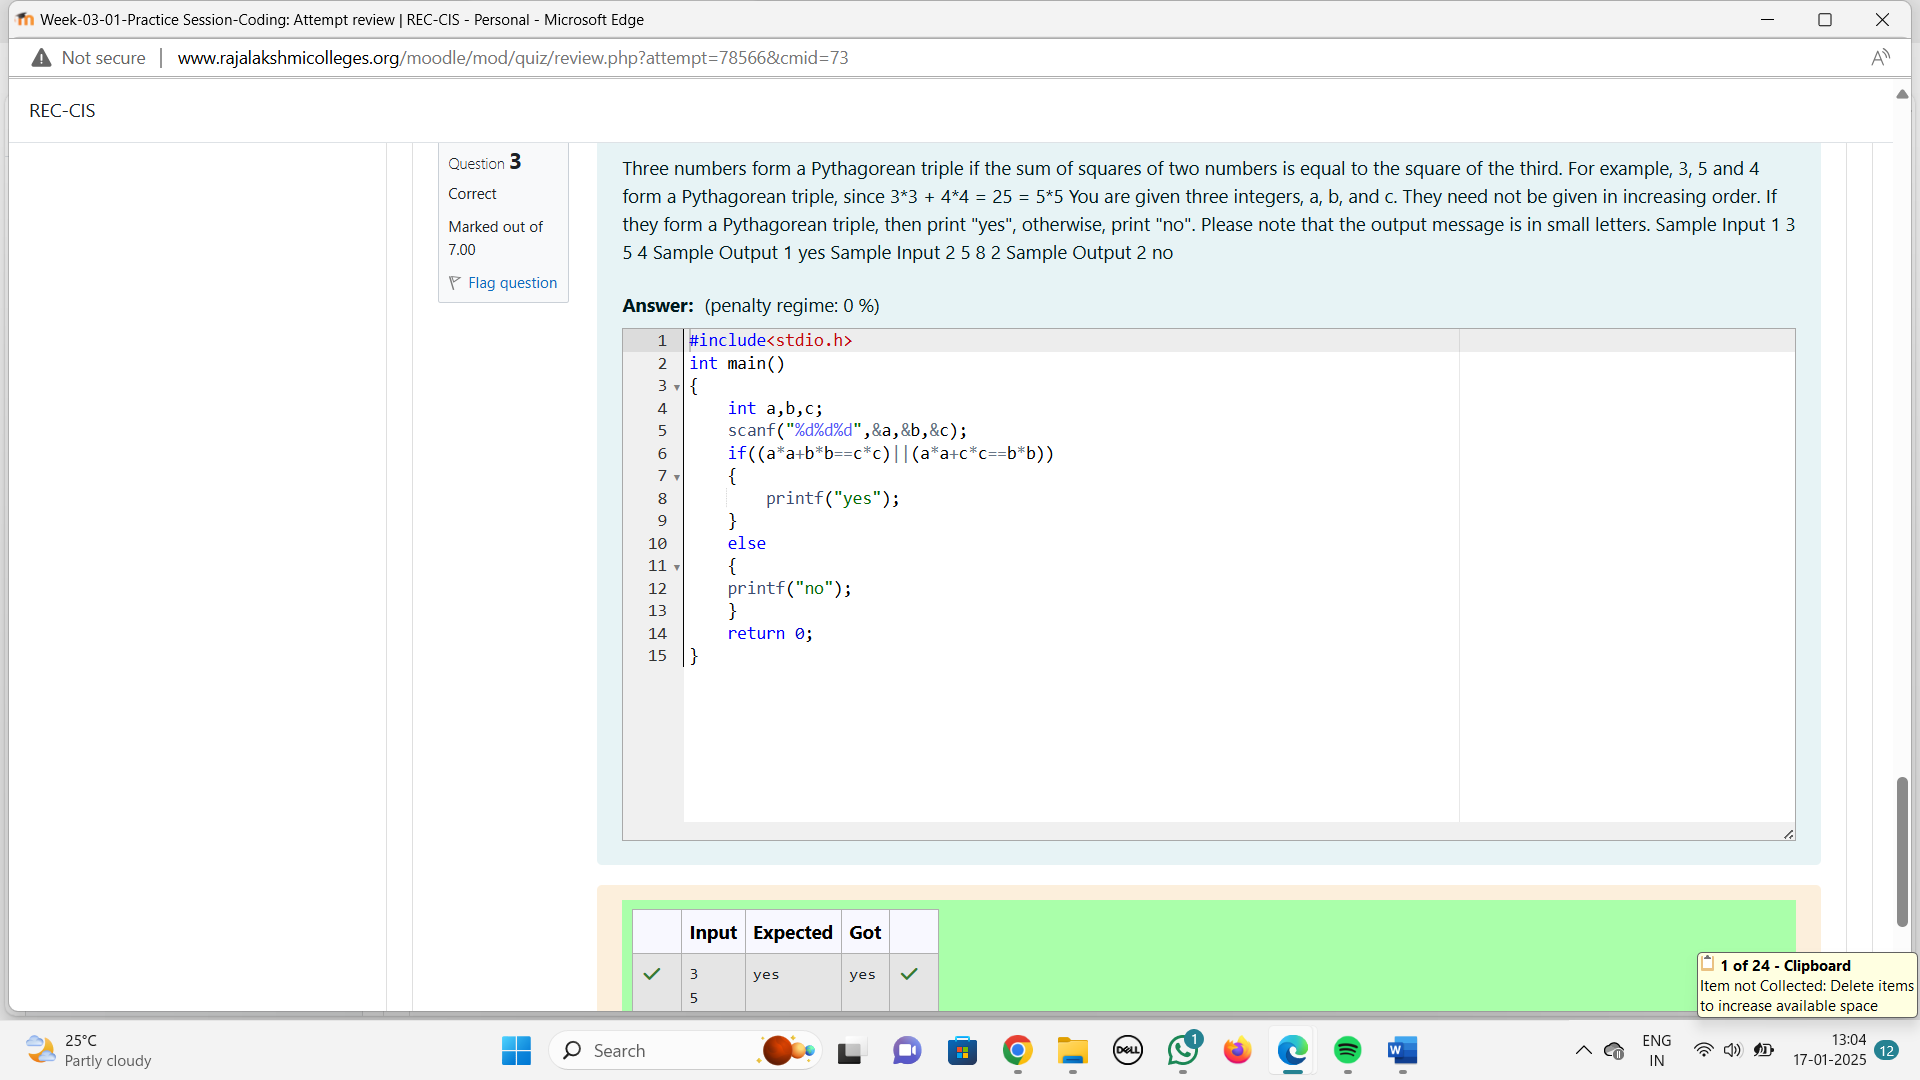 Week-03-01-Practice Session-Coding: Attempt review | REC-CIS - Personal - Microsoft Edge
Not secure | www.rajalakshmicolleges.org/moodle/mod/quiz/review.php?attempt=78566&cmid=73
REC-CIS
Question 3
Correct
Marked out of
7.00
Flag question
Three numbers form a Pythagorean triple if the sum of squares of two numbers is equal to the square of the third. For example, 3, 5 and 4
form a Pythagorean triple, since 3*3 + 4*4 = 25 = 5*5 You are given three integers, a, b, and c. They need not be given in increasing order. If
they form a Pythagorean triple, then print "yes", otherwise, print "no". Please note that the output message is in small letters. Sample Input 1 3
5 4 Sample Output 1 yes Sample Input 2 5 8 2 Sample Output 2 no
Answer: (penalty regime: 0 %)
1 #include<stdio.h>
2 int main()
3 {
4 int a,b,c;
5 scanf("%d%d%d",&a,&b,&c);
6 if((a*a+b*b==c*c)||(a*a+c*c==b*b))
7 {
8 printf("yes");
9 }
10 else
11 {
12 printf("no");
13 }
14 return 0;
15 }
Input Expected Got
3 yes yes
5
1 of 24 - Clipboard
Item not Collected: Delete items
to increase available space
25°C
Partly cloudy
Search
DELL
1
W
ENG
IN
13:04
17-01-2025
12